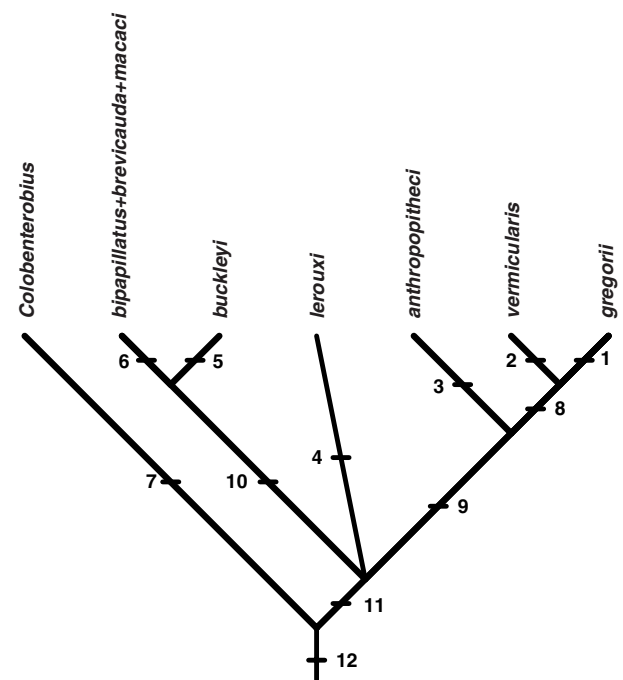 Colobenterobius
bipapillatus+brevicauda+macaci
buckleyi
lerouxi
anthropopitheci
vermicularis
gregorii
6
5
2
1
3
8
4
7
10
9
11
12